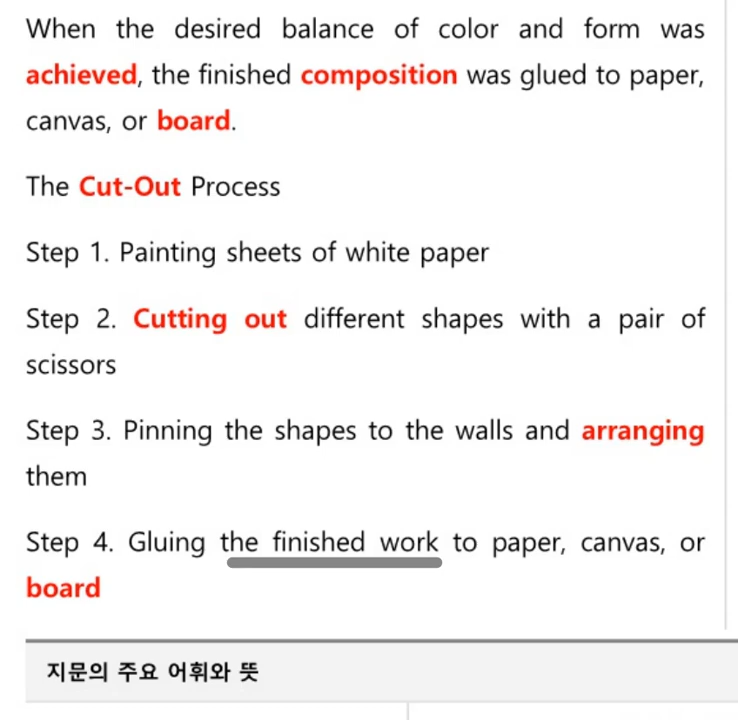 When the desired balance of color and form was
achieved, the finished composition was glued to paper,
canvas, or board.
The Cut-Out Process
Step 1. Painting sheets of white paper
Step 2. Cutting out different shapes with a pair of
scissors
Step 3. Pinning the shapes to the walls and arranging
them
Step 4. Gluing the finished work to paper, canvas, or
board
지문의 주요 어휘와 뜻